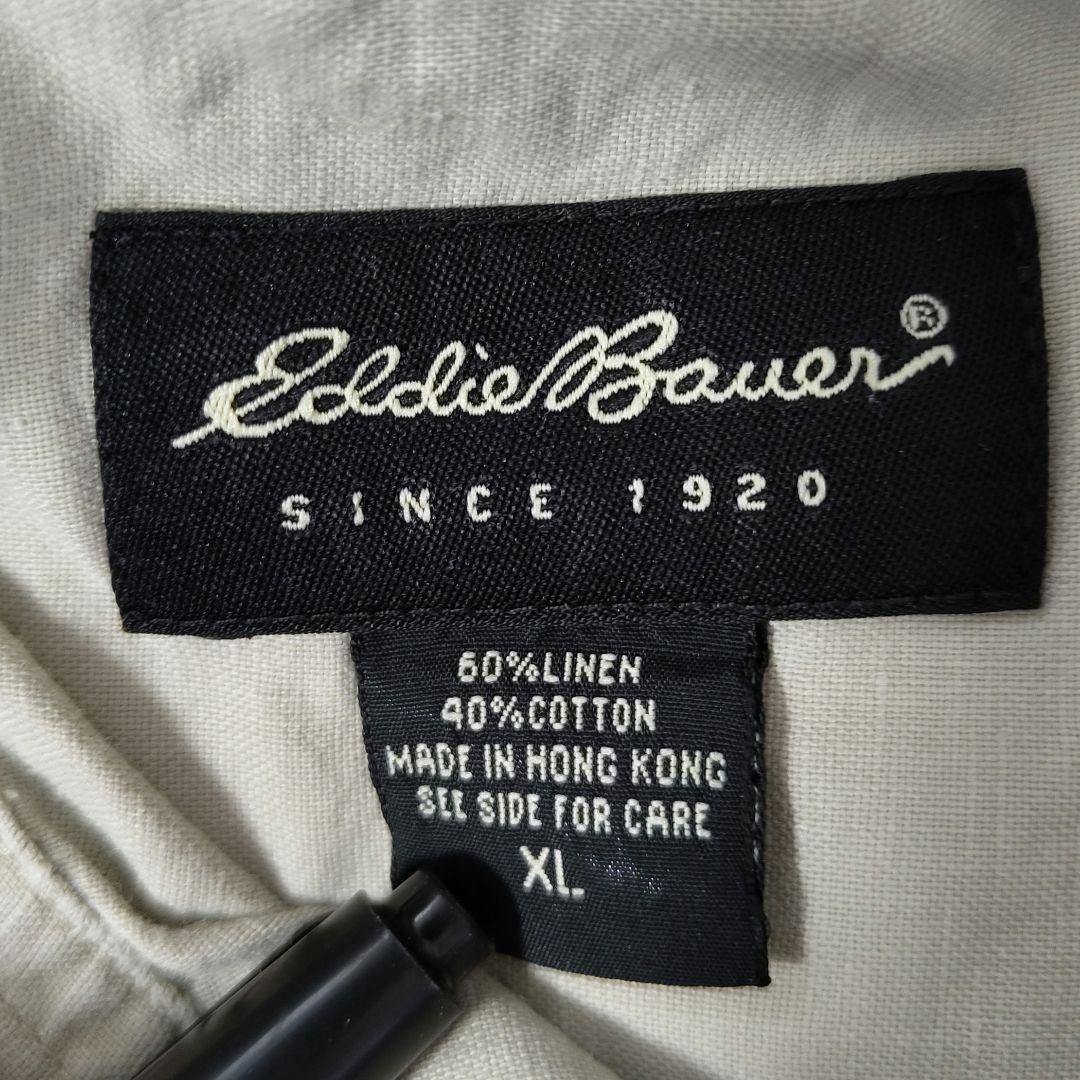 Eddie Bauer®
SINCE 1920
60%LINEN
40%COTTON
MADE IN HONG KONG
SEE SIDE FOR CARE
XL